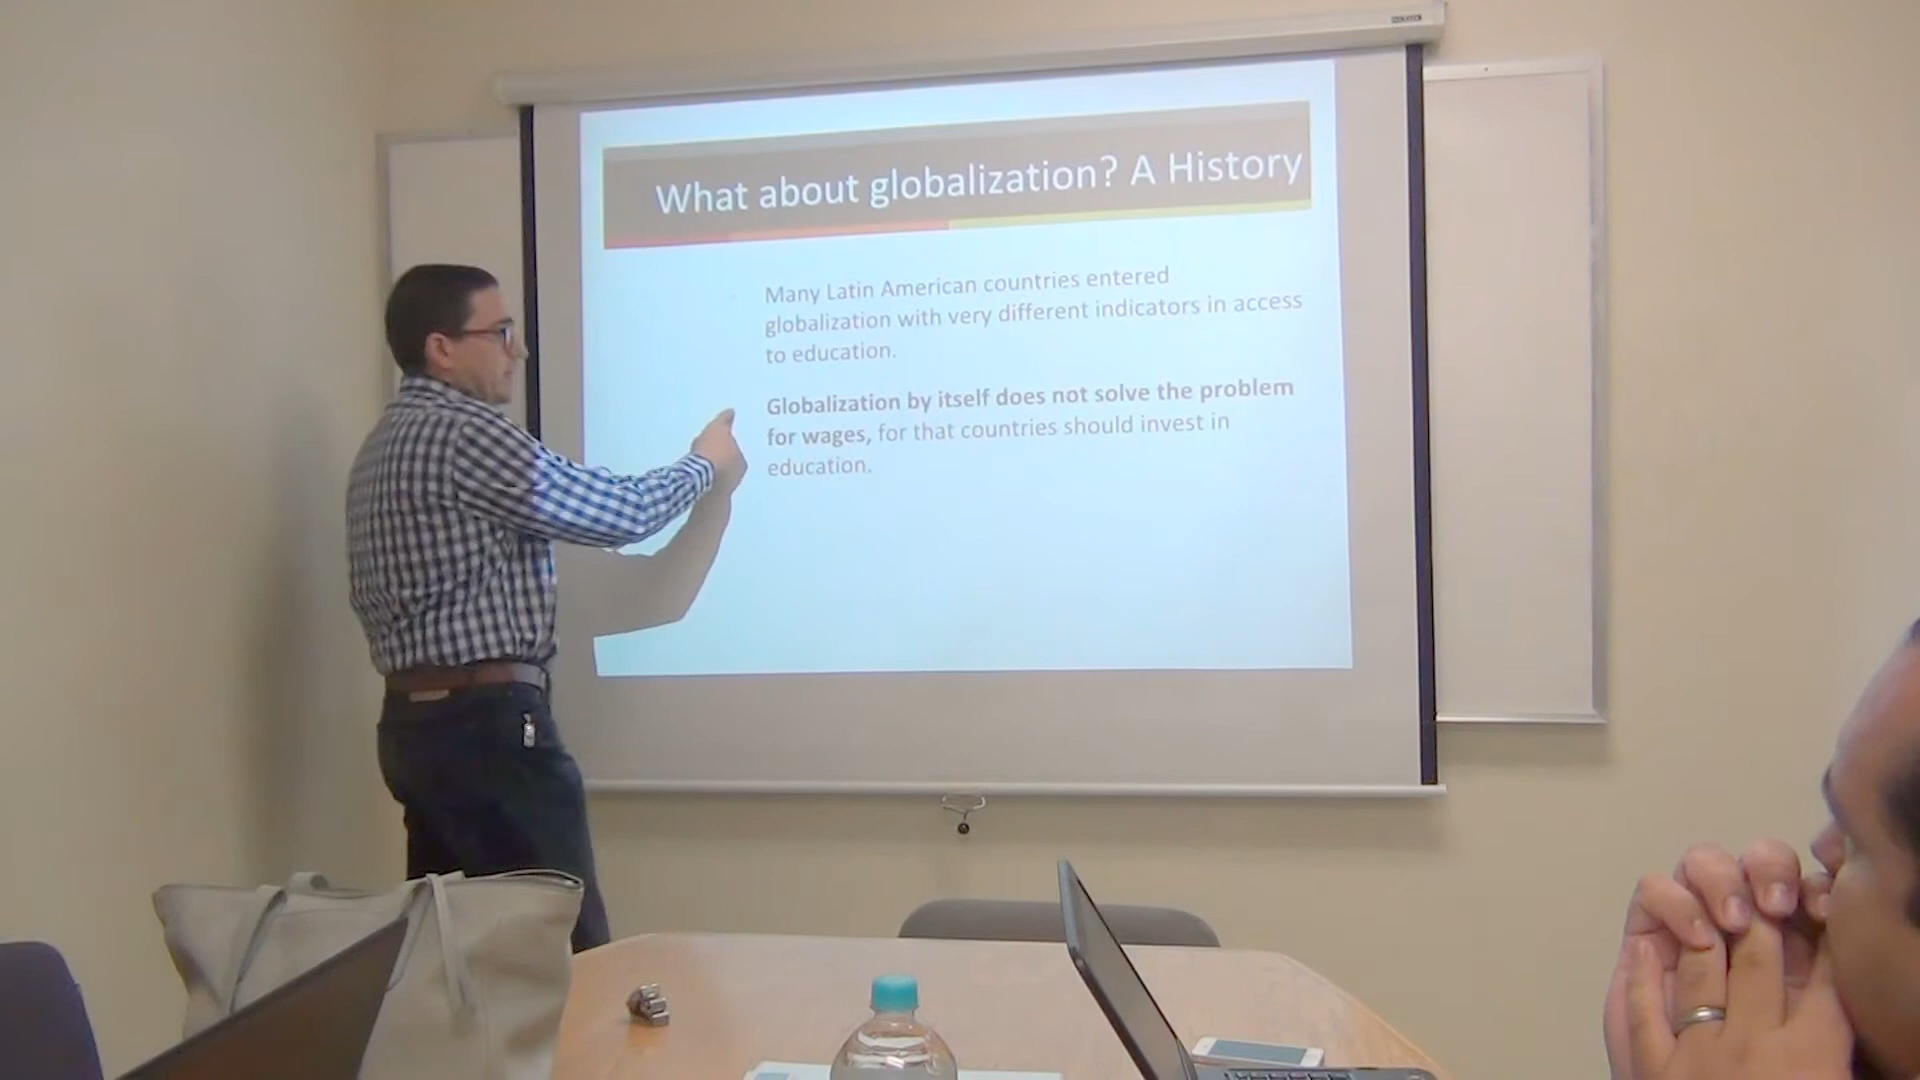 What about globalization? A History
Many Latin American countries entered
globalization with very different indicators in access
to education.
Globalization by itself does not solve the problem
for wages, for that countries should invest in
education.